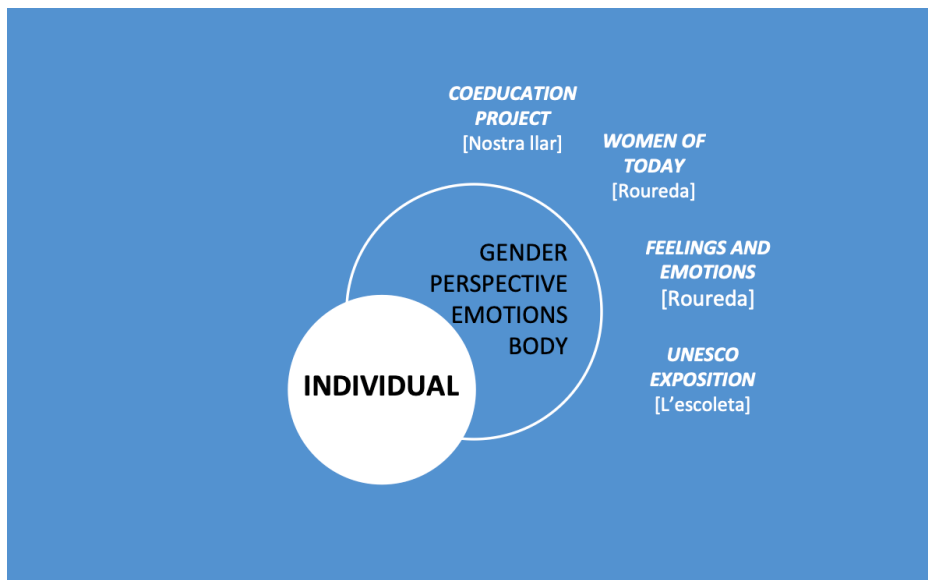 COEDUCATION
PROJECT
[Nostra llar]
WOMEN OF
TODAY
[Roureda]
FEELINGS AND
EMOTIONS
[Roureda]
UNESCO
EXPOSITION
[L’escoleta]
GENDER
PERSPECTIVE
EMOTIONS
BODY
INDIVIDUAL